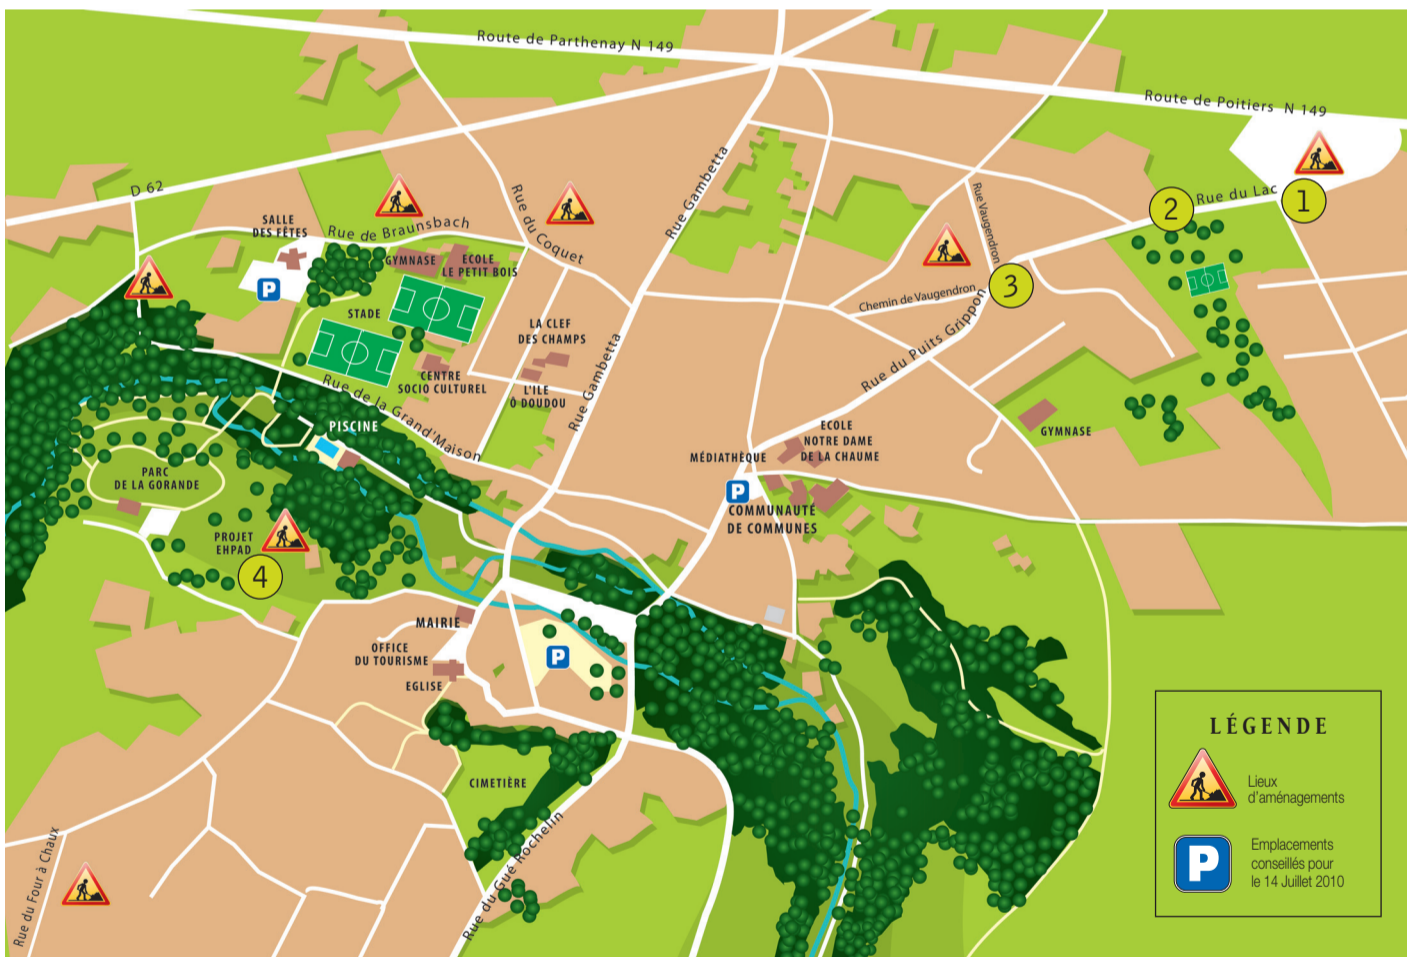 Route de Parthenay N 149
Route de Poitiers N 149
D 62
Rue du Lac
1
2
3
Rue Vaugendron
Chemin de Vaugendron
Rue du Puits Grippon
Rue Gambetta
Rue Gambetta
Rue du Coquet
Rue de Braunsbach
SALLE
DES FÊTES
P
GYMNASE
ECOLE
LE PETIT BOIS
STADE
LA CLEF
DES CHAMPS
CENTRE
SOCIO CULTUREL
L'ILE
Ô DOUDOU
Rue de la Grand'Maison
PISCINE
PARC
DE LA GORANDE
PROJET
EHPAD
4
MÉDIATHÈQUE
ECOLE
NOTRE DAME
DE LA CHAUME
P
COMMUNAUTÉ
DE COMMUNES
GYMNASE
MAIRIE
OFFICE
DU TOURISME
EGLISE
P
CIMETIÈRE
Rue du Gué Rochelin
Rue du Four à Chaux
LÉGENDE
Lieux
d'aménagements
P
Emplacements
conseillés pour
le 14 Juillet 2010